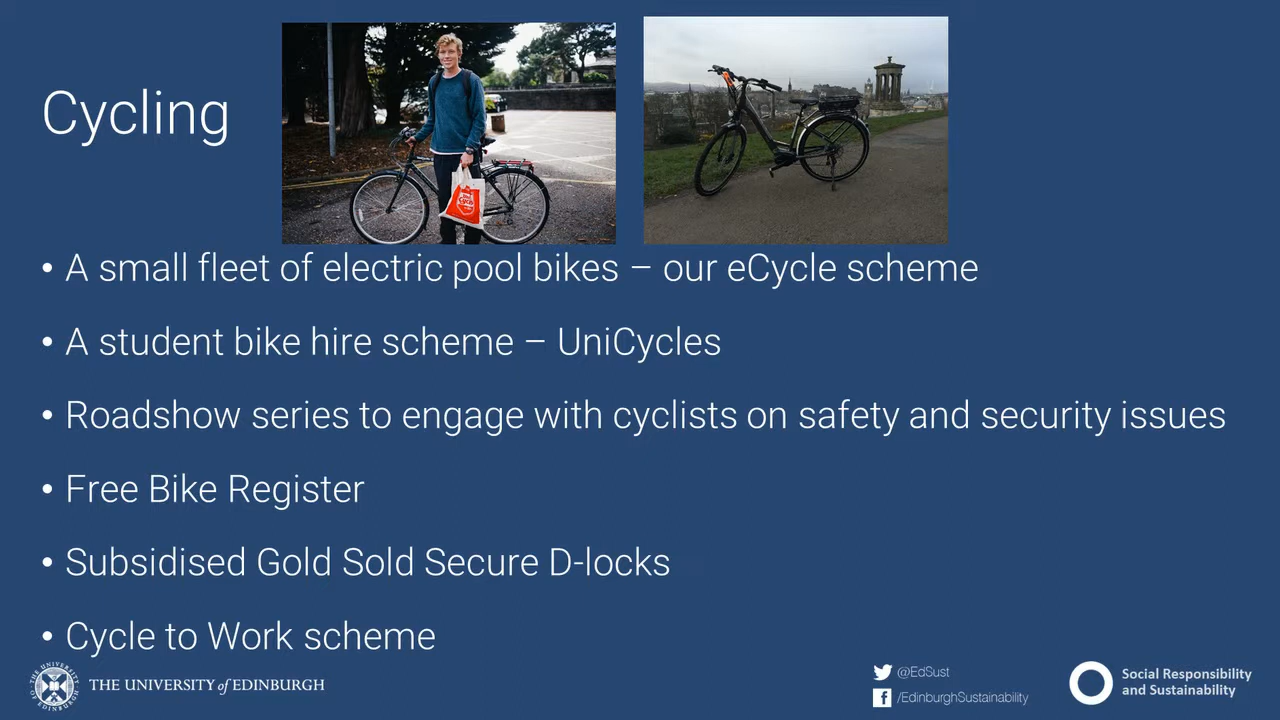 Cycling
• A small fleet of electric pool bikes – our eCycle scheme
• A student bike hire scheme – UniCycles
• Roadshow series to engage with cyclists on safety and security issues
• Free Bike Register
• Subsidised Gold Sold Secure D-locks
• Cycle to Work scheme
THE UNIVERSITY of EDINBURGH
@EdSust
/EdinburghSustainability
Social Responsibility
and Sustainability